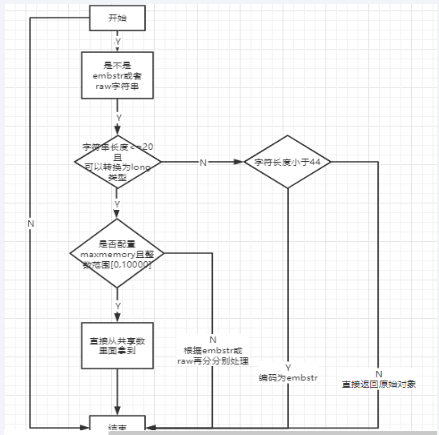 开始
Y
是不是
embstr或者
raw字符串
Y
字符串长度<=20
且
可以转换为long
类型
N
字符长度小于44
N
Y
是否配置
maxmemory且整
数范围[0,10000]
Y
直接从共享数
里面拿到
N
根据embstr或
raw再分分别处理
Y
编码为embstr
N
直接返回原始对象
结束